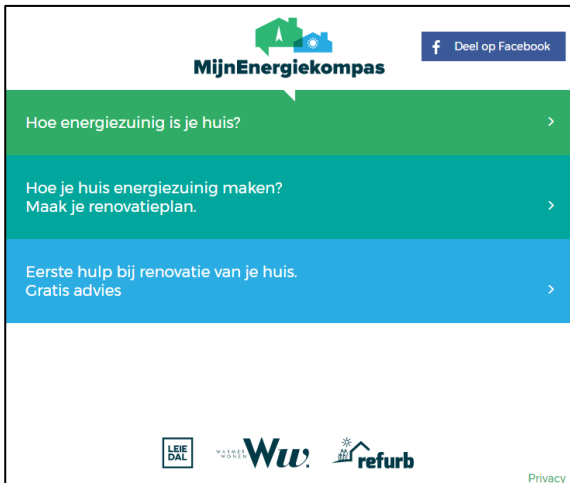 MijnEnergiekompas
f Deel op Facebook
Hoe energiezuinig is je huis?
Hoe je huis energiezuinig maken?
Maak je renovatieplan.
Eerste hulp bij renovatie van je huis.
Gratis advies
LEIE
DAL
WARMER
WONEN
Ww.
refurb
Privacy